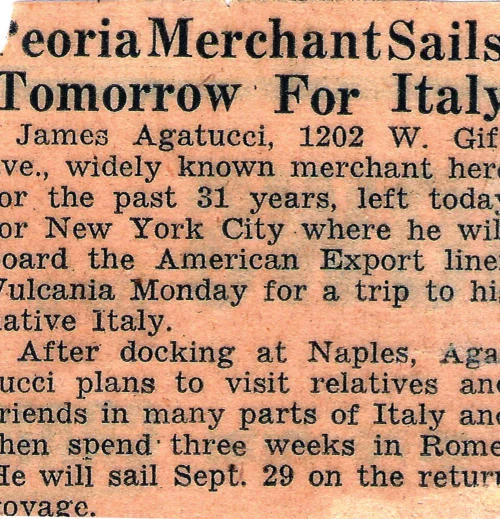 Peoria Merchant Sails
Tomorrow For Italy
James Agatucci, 1202 W. Gif
ve., widely known merchant here
or the past 31 years, left today
or New York City where he wil
oard the American Export liner
Vulcania Monday for a trip to hi
ative Italy.
After docking at Naples, Aga
ucci plans to visit relatives and
riends in many parts of Italy and
hen spend three weeks in Rome
He will sail Sept. 29 on the return
voyage.